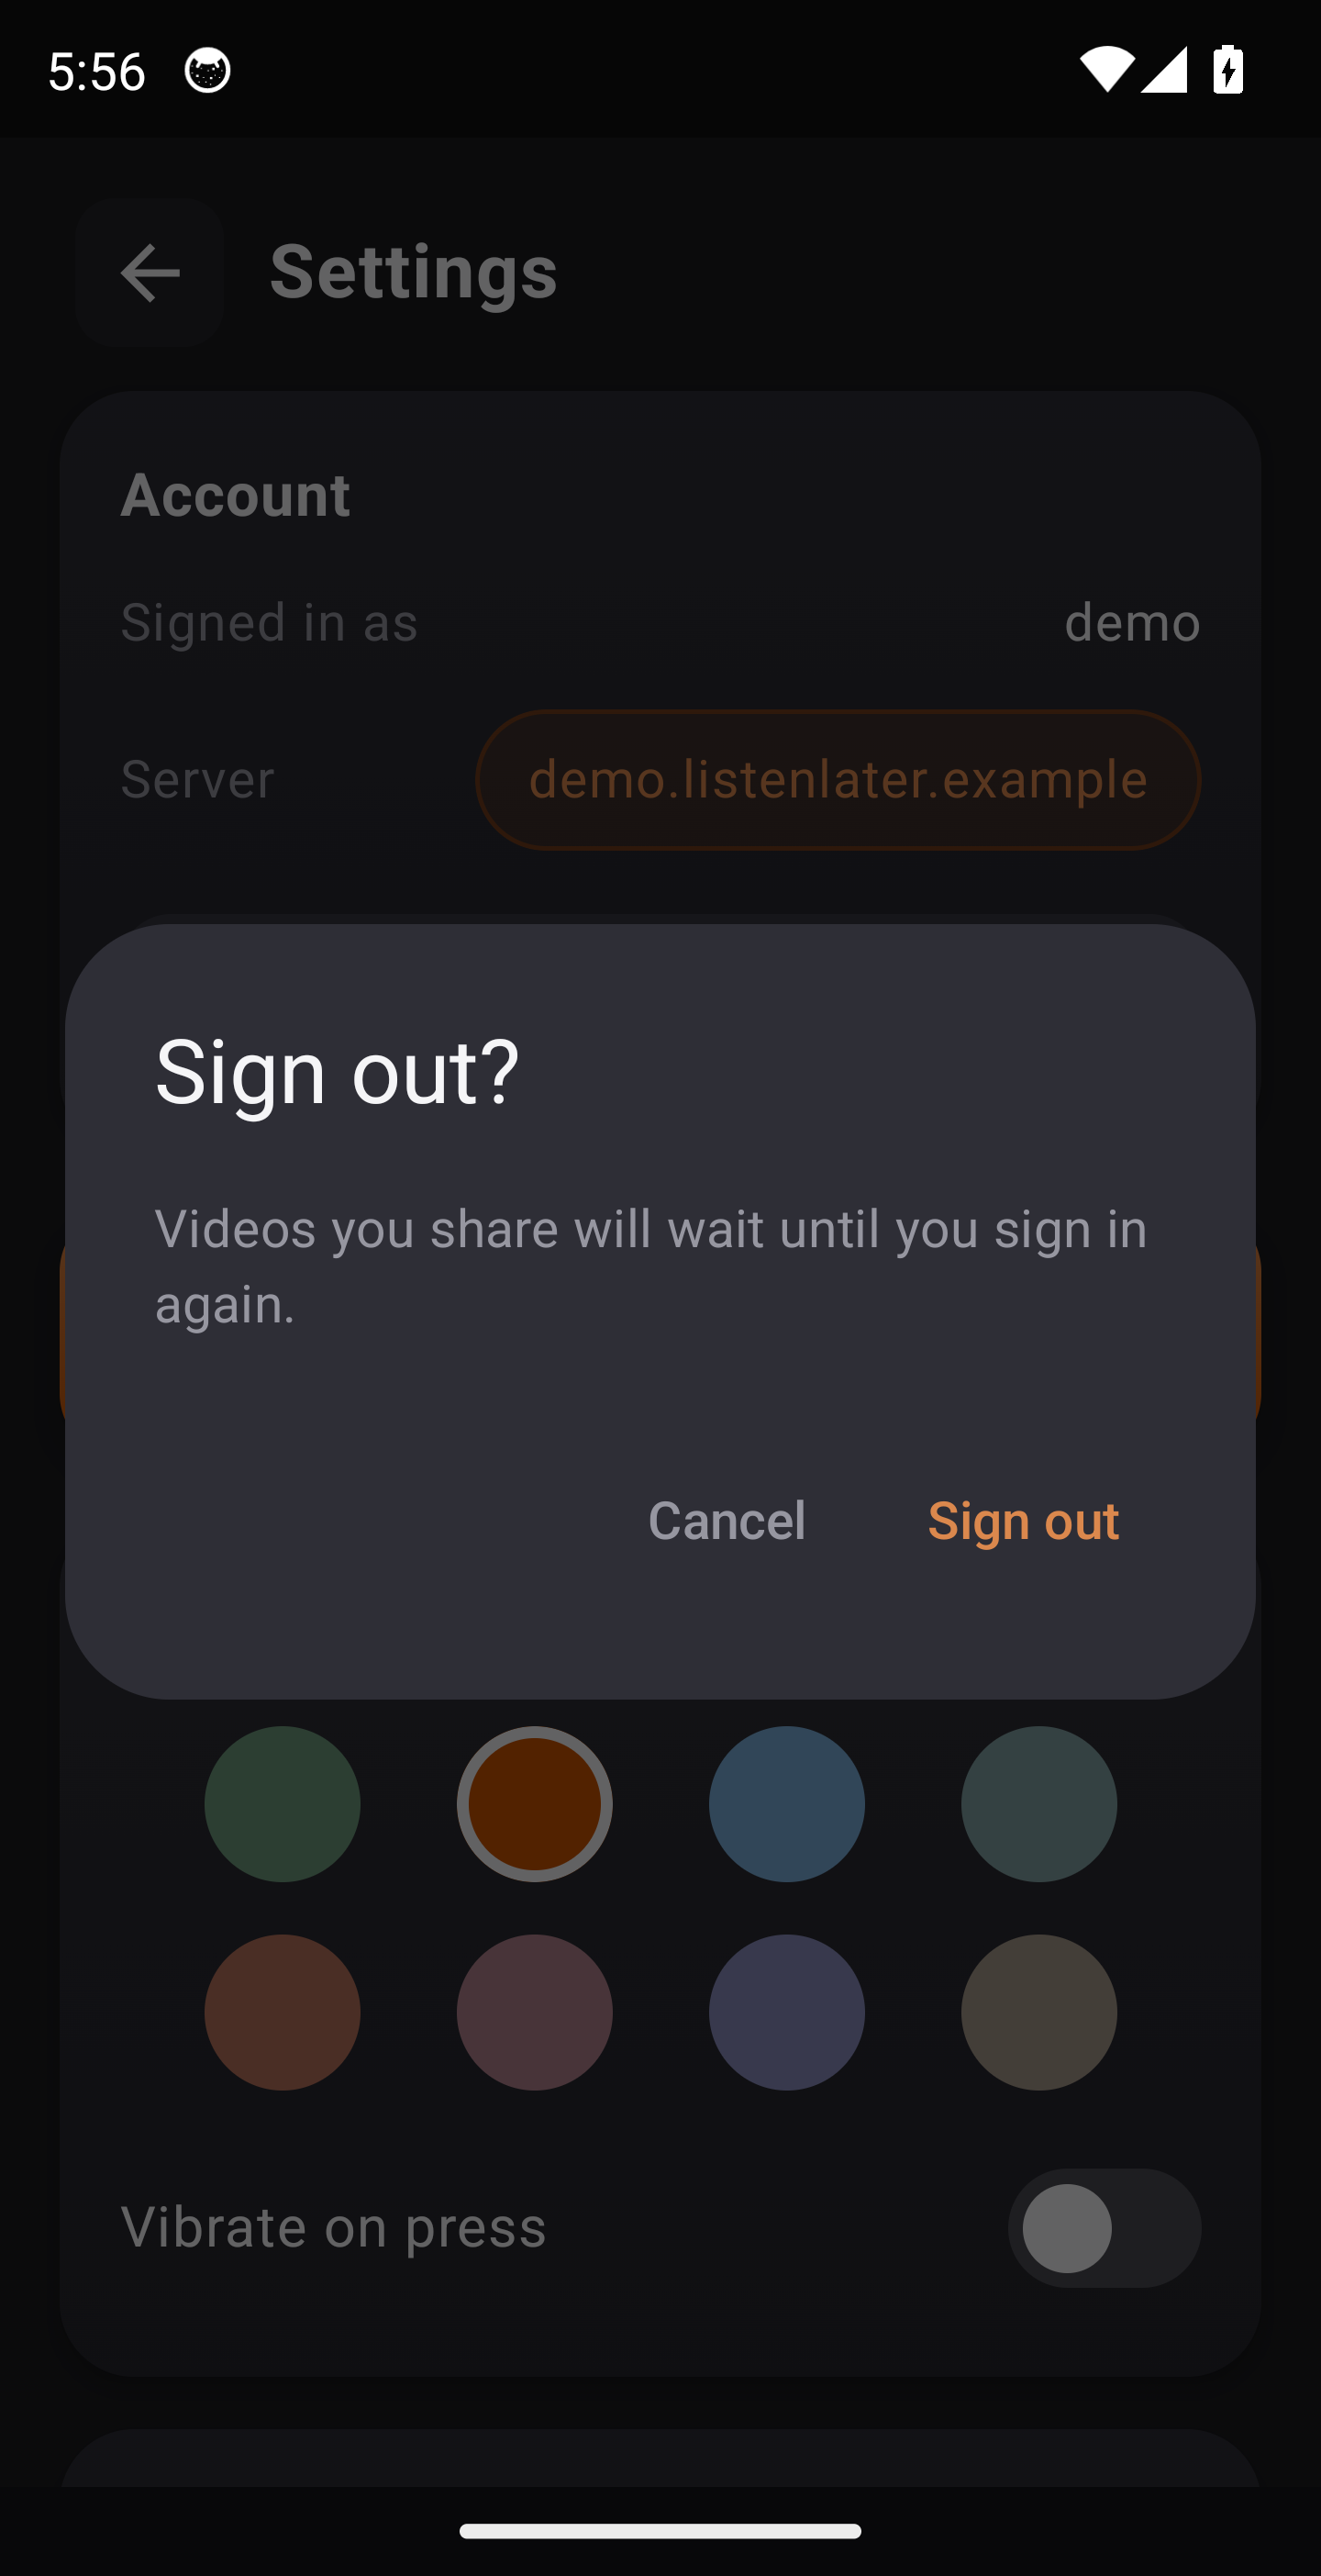 5:56
Settings
Account
Signed in as
demo
Server
demo.listenlater.example
Sign out?
Videos you share will wait until you sign in
again.
Cancel
Sign out
Vibrate on press